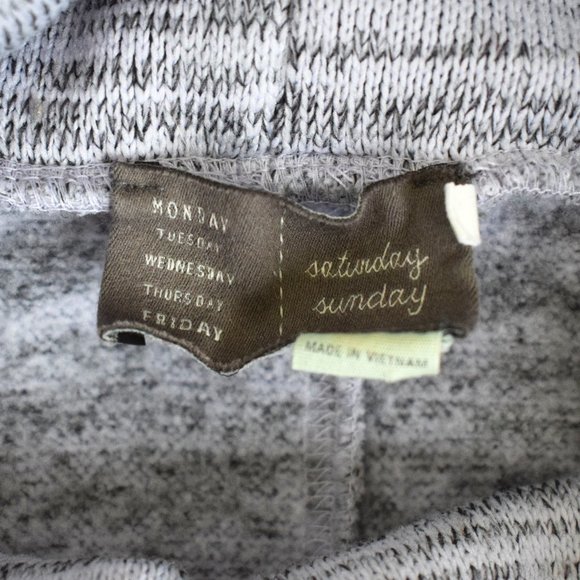 MONDAY
TUESDAY
WEDNESDAY
THURSDAY
FRIDAY
saturday
sunday
MADE IN VIETNAM